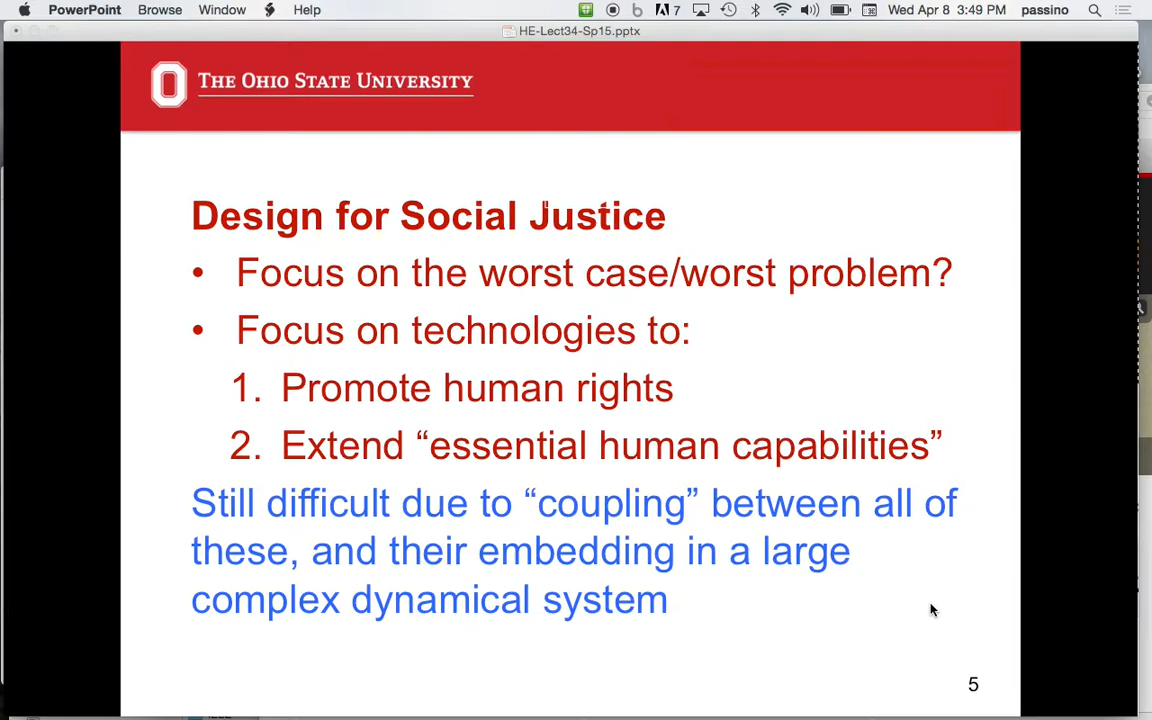 PowerPoint Browse Window Help 7 Wed Apr 8 3:49 PM passino
HE-Lect34-Sp15.pptx
THE OHIO STATE UNIVERSITY
Design for Social Justice
• Focus on the worst case/worst problem?
• Focus on technologies to:
1. Promote human rights
2. Extend “essential human capabilities”
Still difficult due to “coupling” between all of
these, and their embedding in a large
complex dynamical system
5